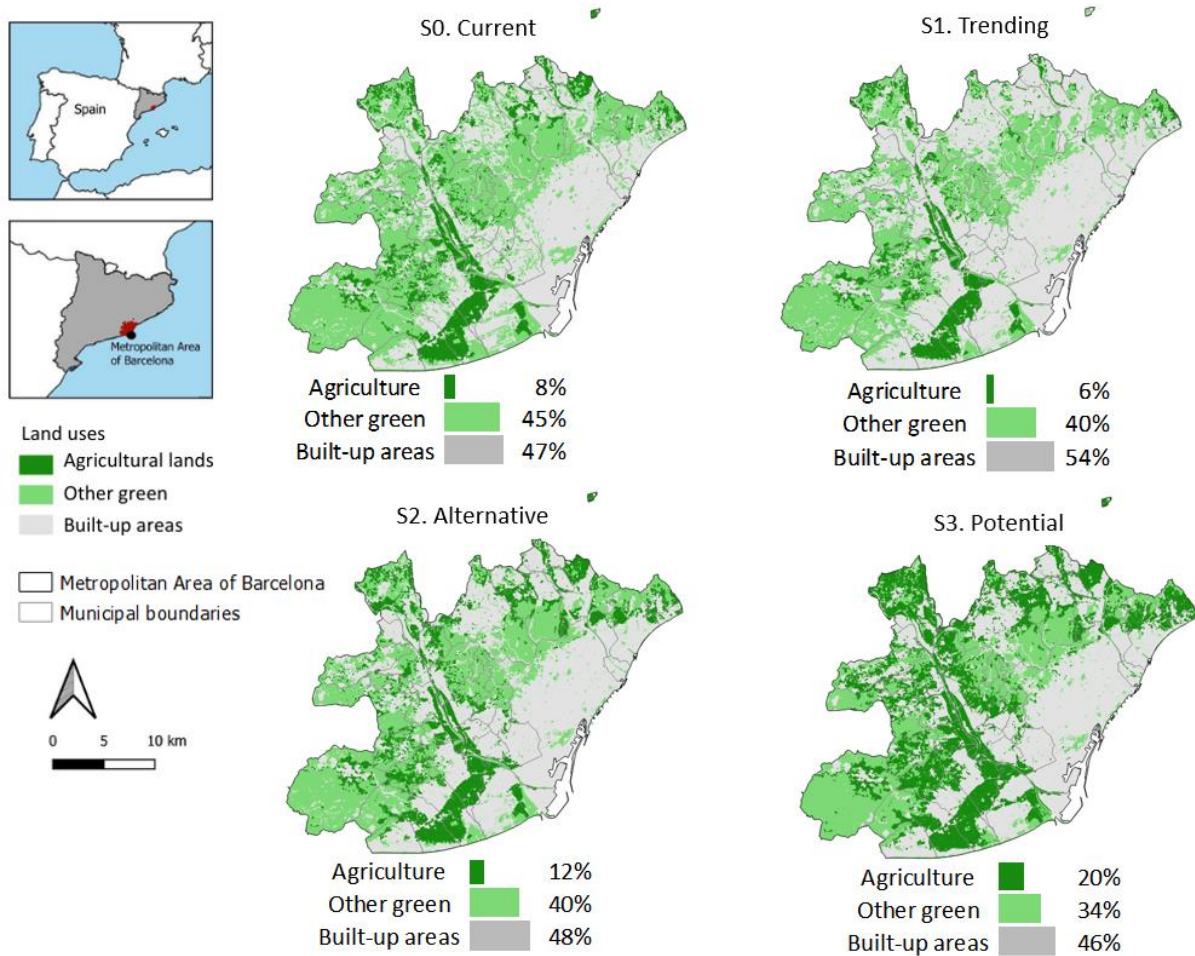 Spain
Metropolitan Area
of Barcelona
Land uses
Agricultural lands
Other green
Built-up areas
Metropolitan Area of Barcelona
Municipal boundaries
0 5 10 km
S0. Current
Agriculture 8%
Other green 45%
Built-up areas 47%
S1. Trending
Agriculture 6%
Other green 40%
Built-up areas 54%
S2. Alternative
Agriculture 12%
Other green 40%
Built-up areas 48%
S3. Potential
Agriculture 20%
Other green 34%
Built-up areas 46%